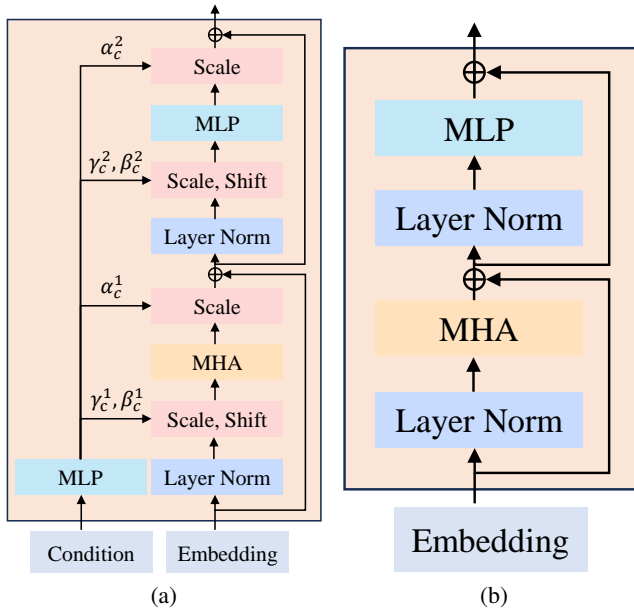 α_c^2
Scale
MLP
γ_c^2, β_c^2
Scale, Shift
Layer Norm
α_c^1
Scale
MHA
γ_c^1, β_c^1
Scale, Shift
MLP
Layer Norm
Condition
Embedding
(a)
MLP
Layer Norm
MHA
Layer Norm
Embedding
(b)